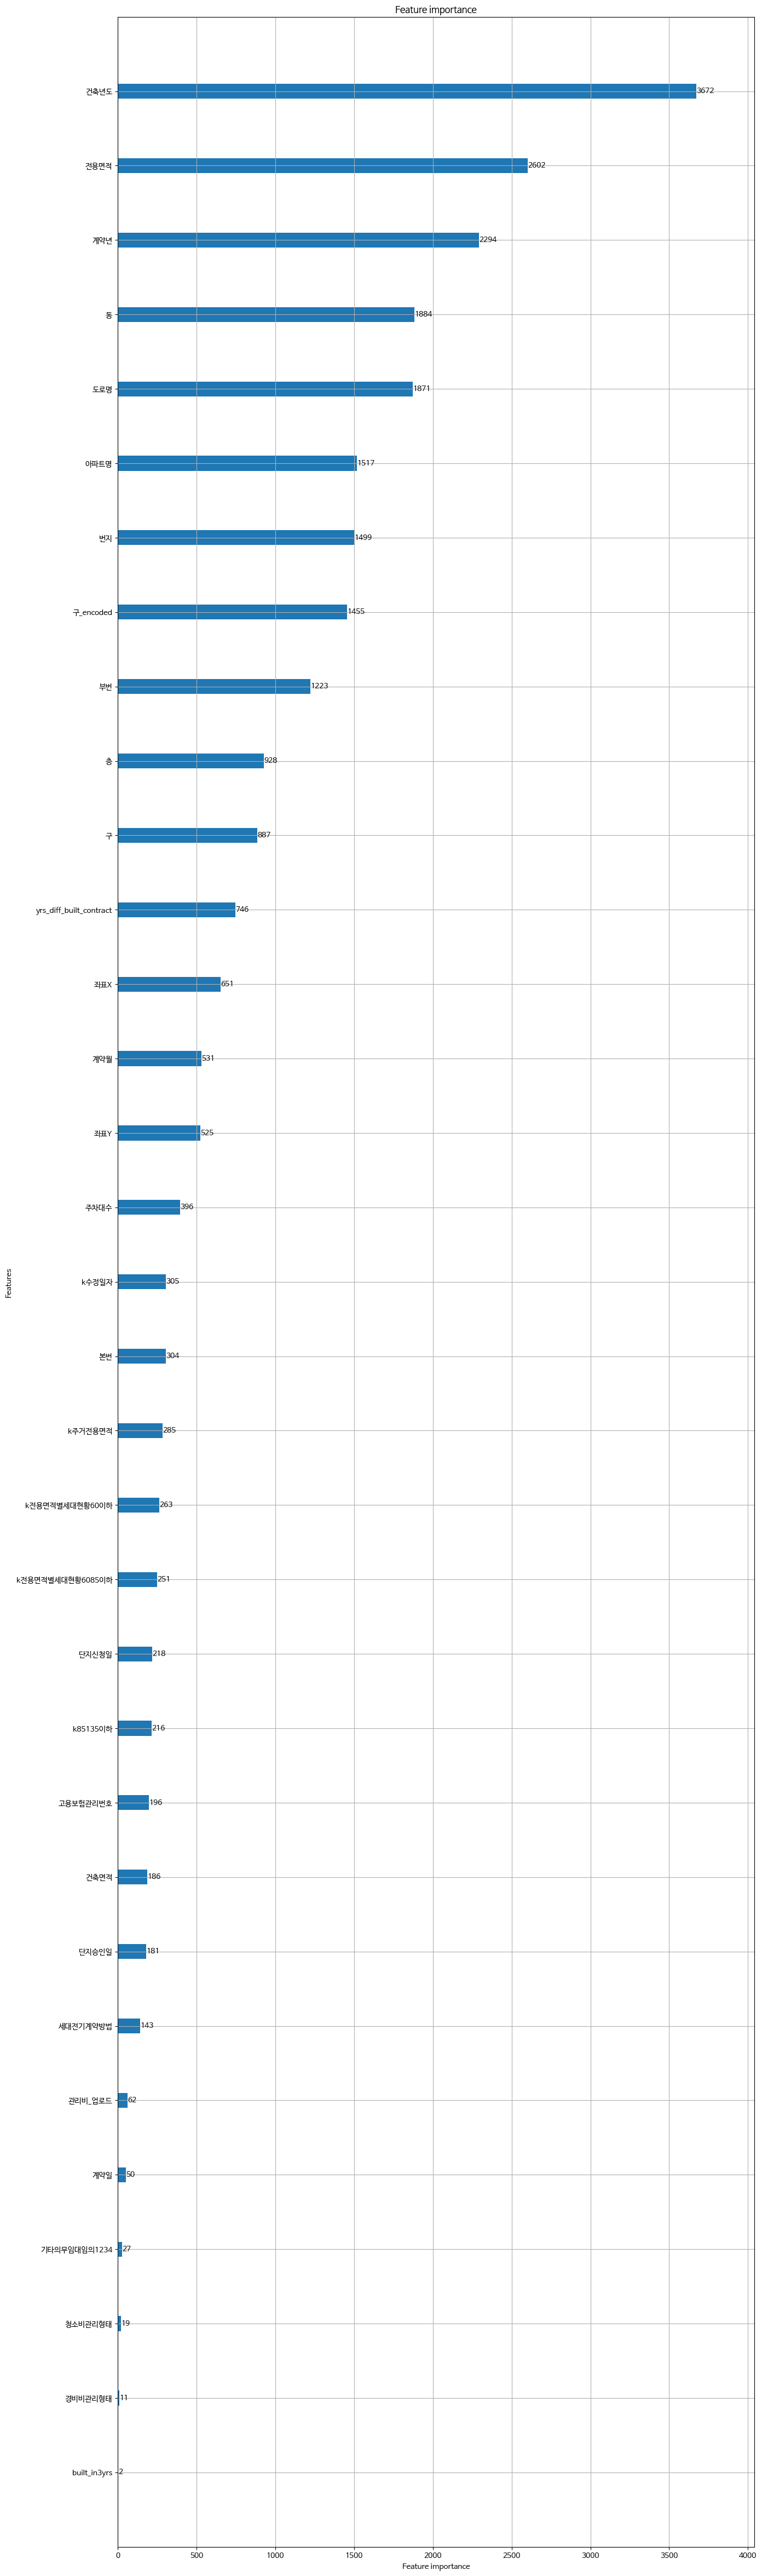 Feature importance
건축년도 3672
전용면적 2602
계약년 2294
동 1884
도로명 1871
아파트명 1517
번지 1499
구_encoded 1455
부번 1223
층 928
구 887
yrs_diff_built_contract 746
좌표X 651
계약월 531
좌표Y 525
주차대수 396
Features
k수정일자 305
본번 304
k주거전용면적 285
k전용면적별세대현황60이하 263
k전용면적별세대현황6085이하 251
단지신청일 218
k85135이하 216
고용보험관리번호 196
건축면적 186
단지승인일 181
세대전기계약방법 143
관리비_업로드 62
계약일 50
기타의무임대임의1234 27
청소비관리형태 19
경비비관리형태 11
built_in3yrs 2
0 500 1000 1500 2000 2500 3000 3500 4000
Feature importance